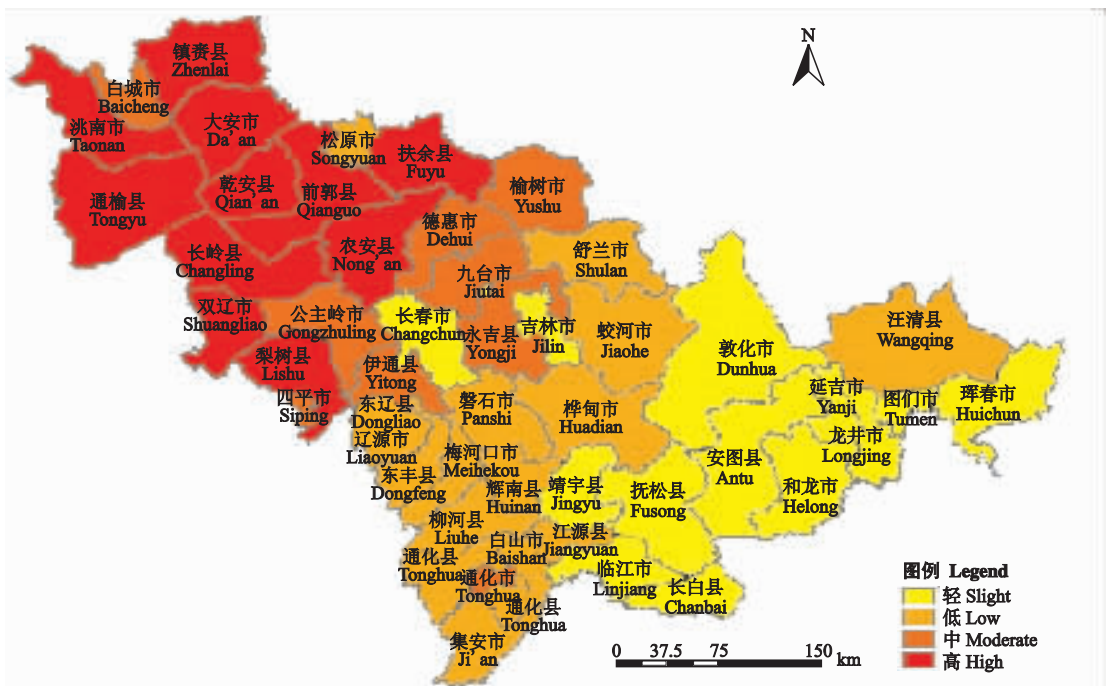 N
镇赉县
Zhenlai
白城市
Baicheng
洮南市
Taonan
大安市
Da' an
松原市
Songyuan
扶余县
Fuyu
通榆县
Tongyu
乾安县
Qian' an
前郭县
Qianguo
榆树市
Yushu
德惠市
Dehui
长岭县
Changling
农安县
Nong' an
舒兰市
Shulan
九台市
Jiutai
双辽市
Shuangliao
公主岭市
Gongzhuling
长春市
Changchun
永吉县
Yongji
吉林市
Jilin
蛟河市
Jiaohe
汪清县
Wangqing
敦化市
Dunhua
梨树县
Lishu
伊通县
Yitong
四平市
Siping
东辽县
Dongliao
磐石市
Panshi
桦甸市
Huadian
延吉市
Yanji
图们市
Tumen
珲春市
Huichun
辽源市
Liaoyuan
梅河口市
Meihekou
龙井市
Longjing
安图县
Antu
东丰县
Dongfeng
辉南县
Huinan
靖宇县
Jingyu
抚松县
Fusong
和龙市
Helong
柳河县
Liuhe
白山市
Baishan
江源县
Jiangyuan
通化县
Tonghua
通化市
Tonghua
临江市
Linjiang
长白县
Chanbai
通化县
Tonghua
集安市
Ji' an
图例 Legend
轻 Slight
低 Low
中 Moderate
高 High
0 37.5 75 150 km